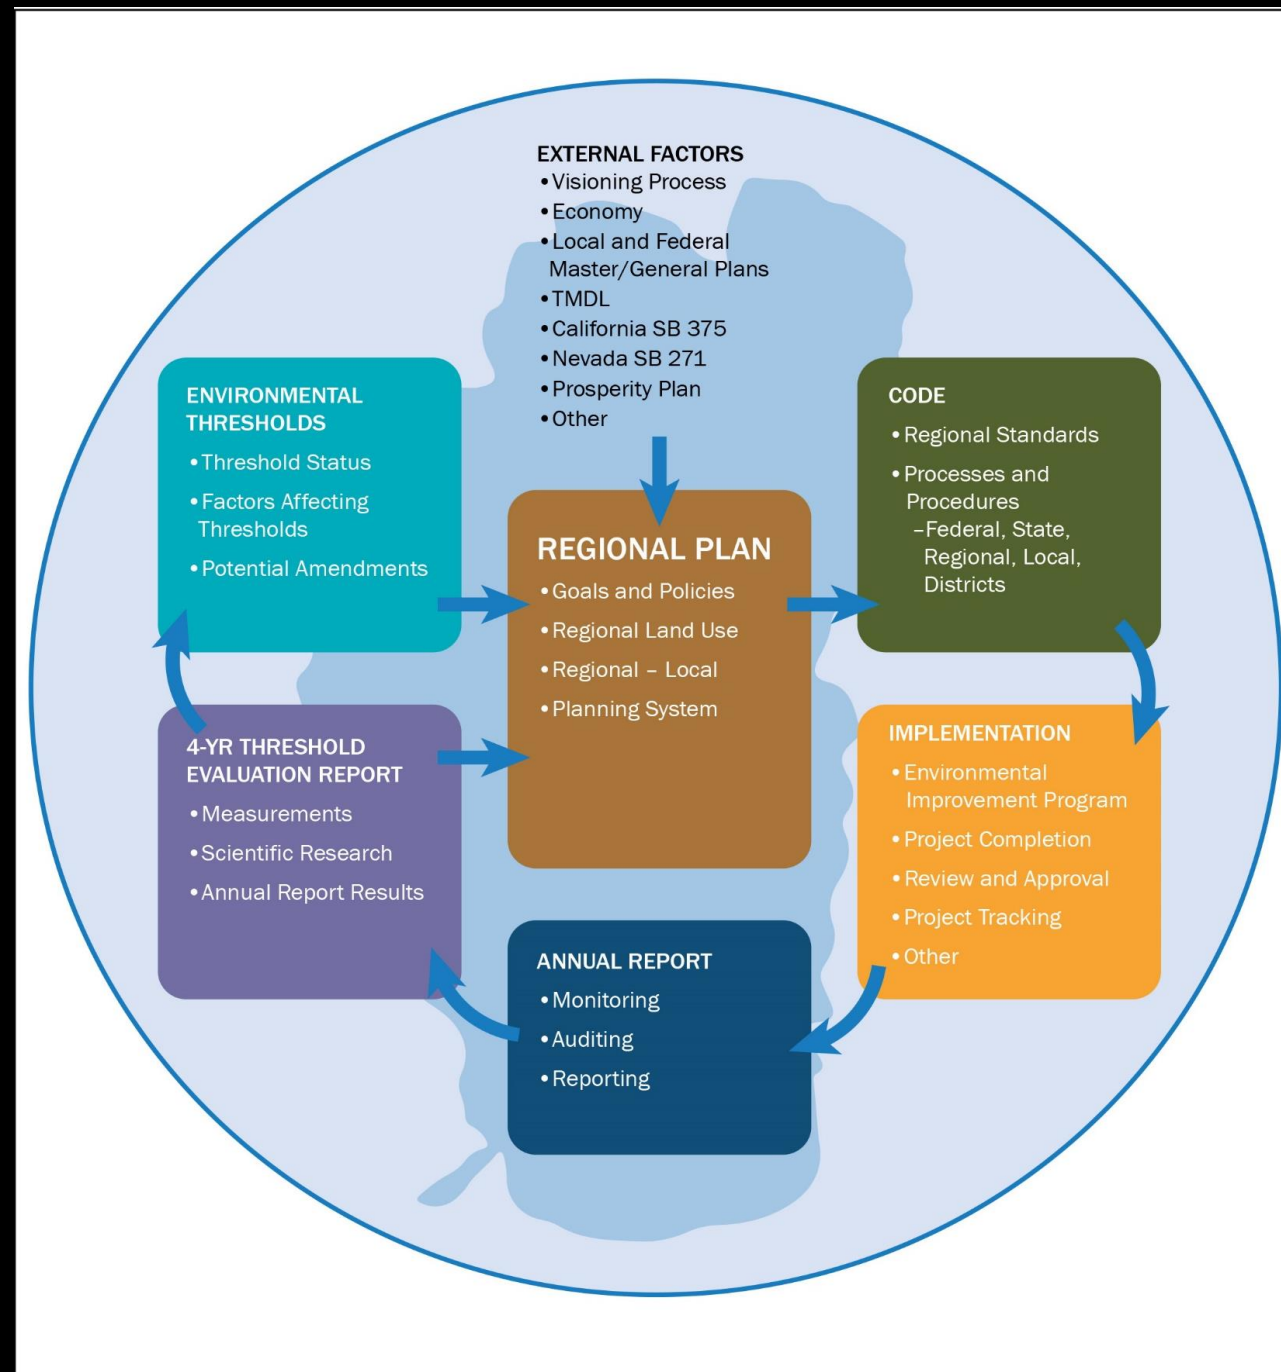 EXTERNAL FACTORS
•Visioning Process
•Economy
•Local and Federal
Master/General Plans
•TMDL
•California SB 375
•Nevada SB 271
•Prosperity Plan
•Other
ENVIRONMENTAL
THRESHOLDS
•Threshold Status
•Factors Affecting
Thresholds
•Potential Amendments
REGIONAL PLAN
•Goals and Policies
•Regional Land Use
•Regional – Local
•Planning System
CODE
•Regional Standards
•Processes and
Procedures
–Federal, State,
Regional, Local,
Districts
IMPLEMENTATION
•Environmental
Improvement Program
•Project Completion
•Review and Approval
•Project Tracking
•Other
ANNUAL REPORT
•Monitoring
•Auditing
•Reporting
4-YR THRESHOLD
EVALUATION REPORT
•Measurements
•Scientific Research
•Annual Report Results